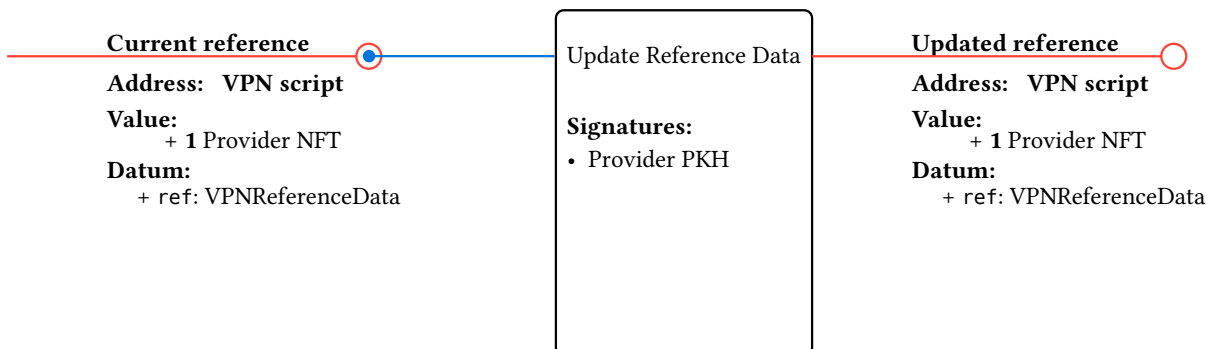 Current reference
Address: VPN script
Value:
+ 1 Provider NFT
Datum:
+ ref: VPNReferenceData
Update Reference Data
Signatures:
• Provider PKH
Updated reference
Address: VPN script
Value:
+ 1 Provider NFT
Datum:
+ ref: VPNReferenceData